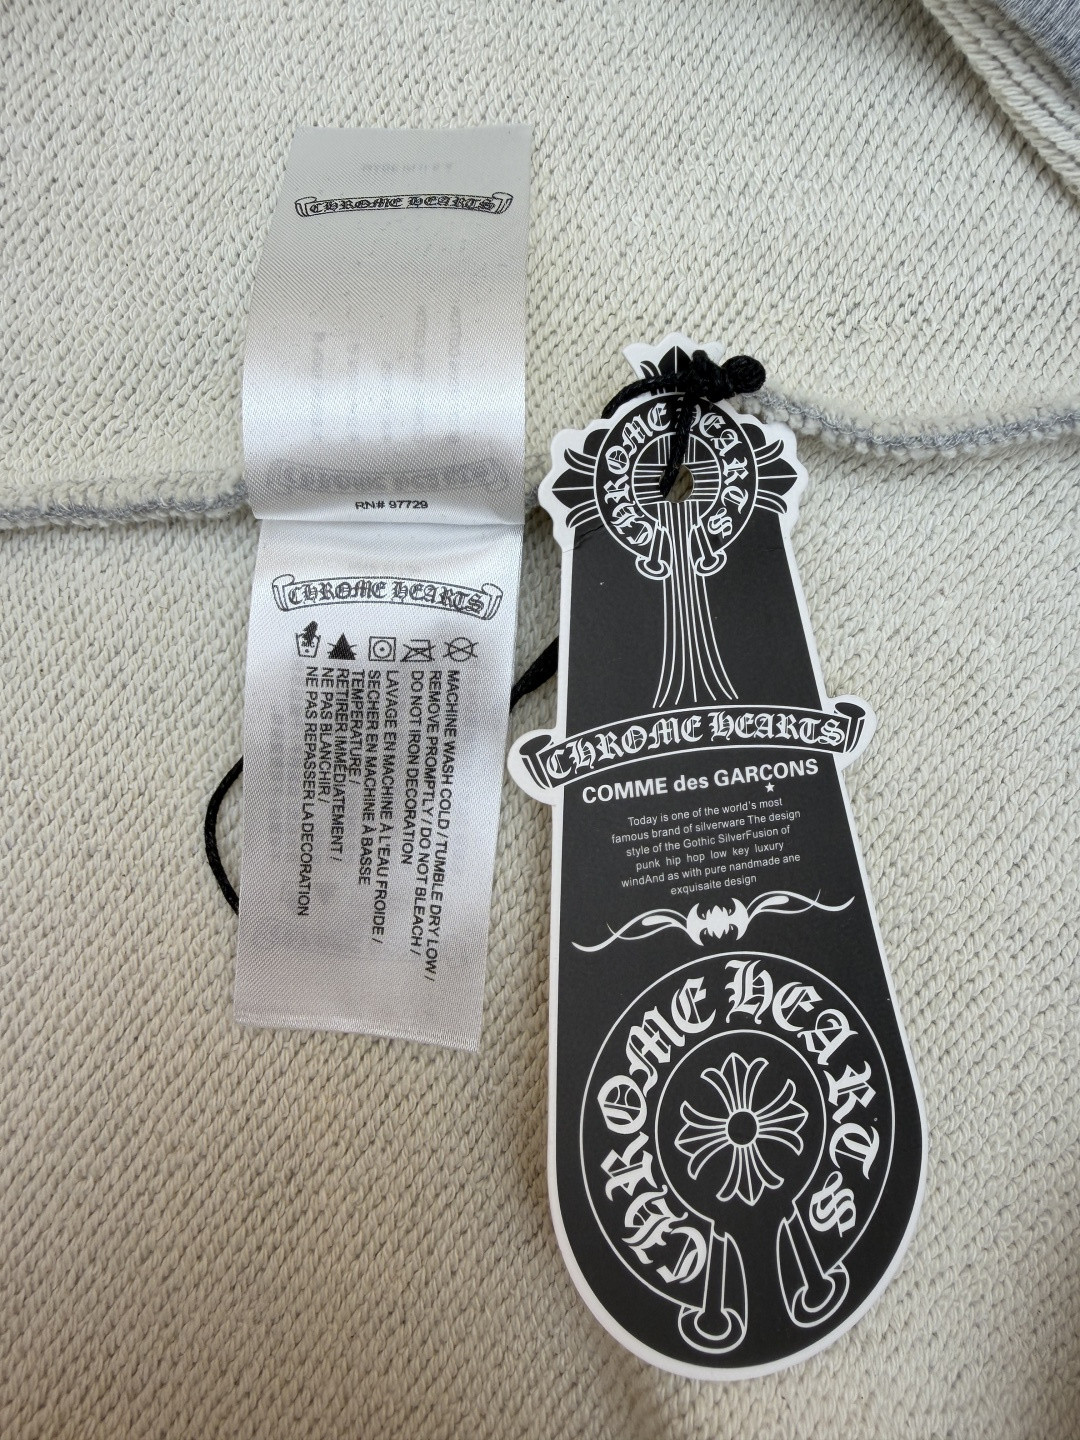 CHROME HEARTS
RN# 97729
CHROME HEARTS
MACHINE WASH COLD / TUMBLE DRY LOW /
REMOVE PROMPTLY / DO NOT BLEACH /
DO NOT IRON DECORATION
LAVAGE EN MACHINE À L'EAU FROIDE /
SECHER EN MACHINE À BASSE
TEMPERATURE /
RETIRER IMMÉDIATEMENT /
NE PAS BLANCHIR /
NE PAS REPASSER LA DECORATION
CHROME HEARTS
CHROME HEARTS
COMME des GARCONS
Today is one of the world's most
famous brand of silverware The design
style of the Gothic SilverFusion of
punk hip hop low key luxury
windAnd as with pure nandmade ane
exquisaite design
CHROME HEARTS